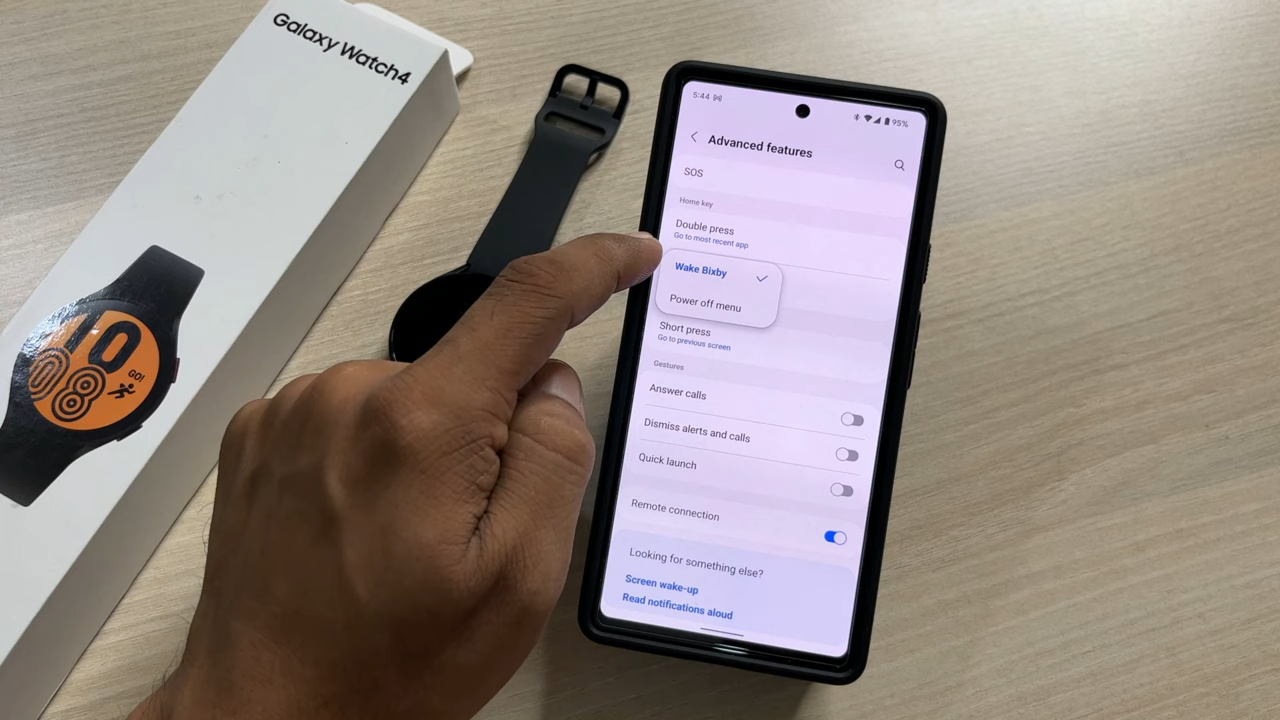 Galaxy Watch4
10
08
GO!
5:44
95%
Advanced features
SOS
Home key
Double press
Go to most recent app
Wake Bixby
Power off menu
Short press
Go to previous screen
Gestures
Answer calls
Dismiss alerts and calls
Quick launch
Remote connection
Looking for something else?
Screen wake-up
Read notifications aloud